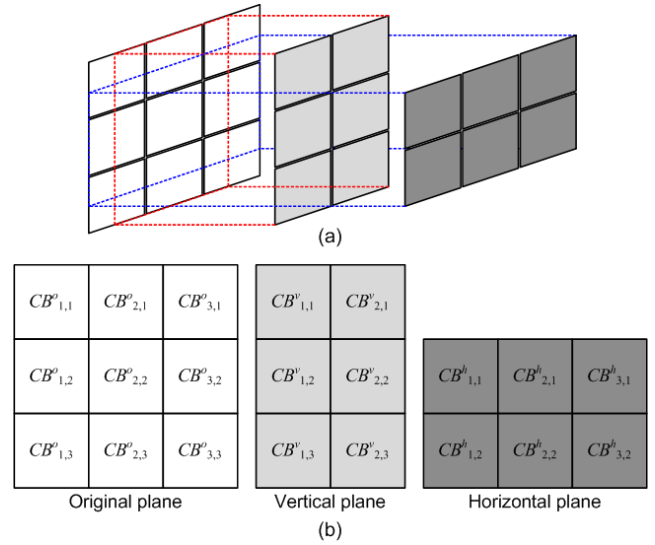 (a)
CB^o_{1,1} CB^o_{2,1} CB^o_{3,1} CB^v_{1,1} CB^v_{2,1}
CB^o_{1,2} CB^o_{2,2} CB^o_{3,2} CB^v_{1,2} CB^v_{2,2} CB^h_{1,1} CB^h_{2,1} CB^h_{3,1}
CB^o_{1,3} CB^o_{2,3} CB^o_{3,3} CB^v_{1,3} CB^v_{2,3} CB^h_{1,2} CB^h_{2,2} CB^h_{3,2}
Original plane Vertical plane Horizontal plane
(b)